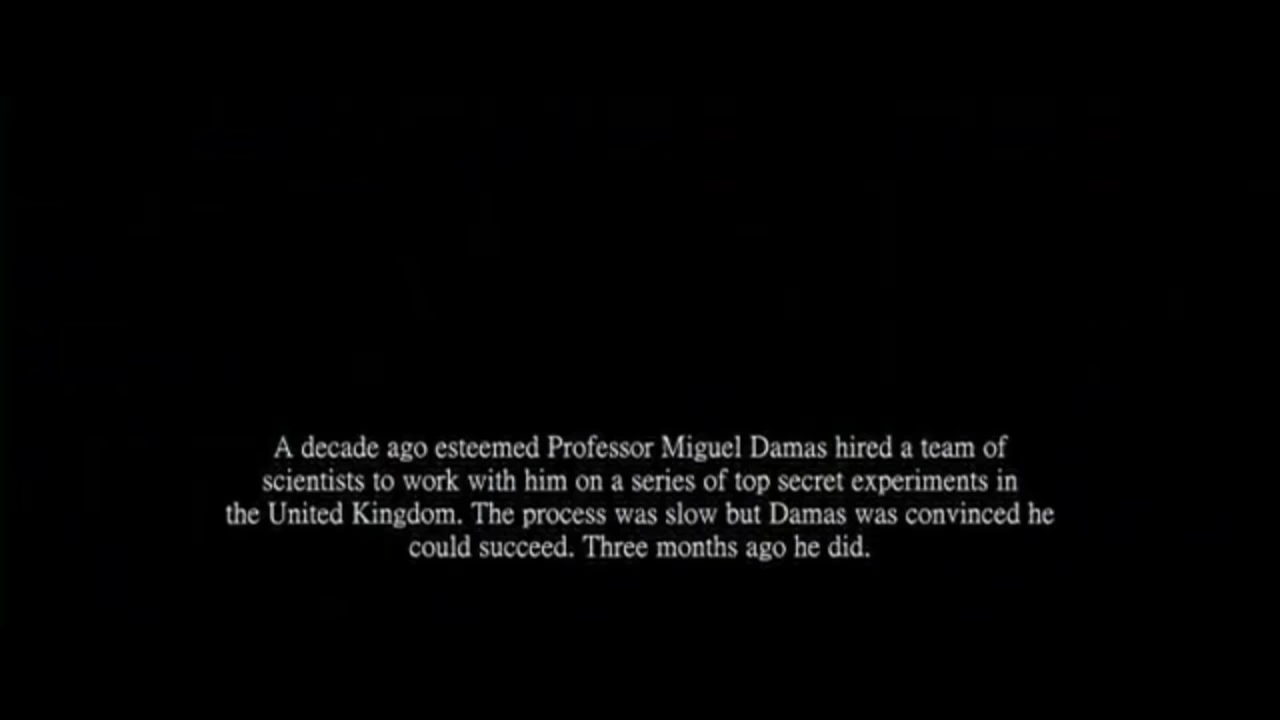 A decade ago esteemed Professor Miguel Damas hired a team of
scientists to work with him on a series of top secret experiments in
the United Kingdom. The process was slow but Damas was convinced he
could succeed. Three months ago he did.